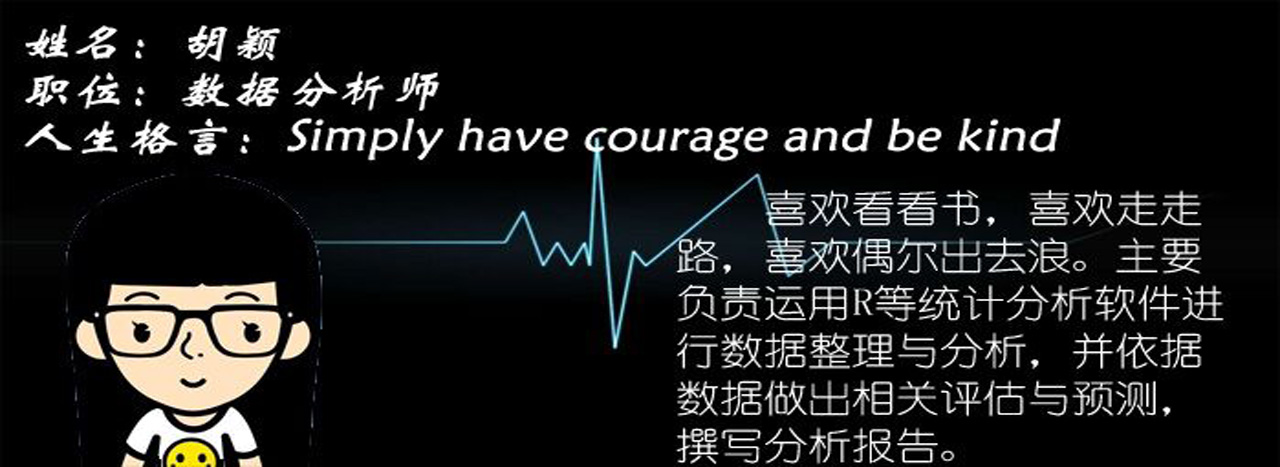 姓名：胡颖
职位：数据分析师
人生格言：Simply have courage and be kind
喜欢看看书，喜欢走走
路，喜欢偶尔出去浪。主要
负责运用R等统计分析软件进
行数据整理与分析，并依据
数据做出相关评估与预测，
撰写分析报告。